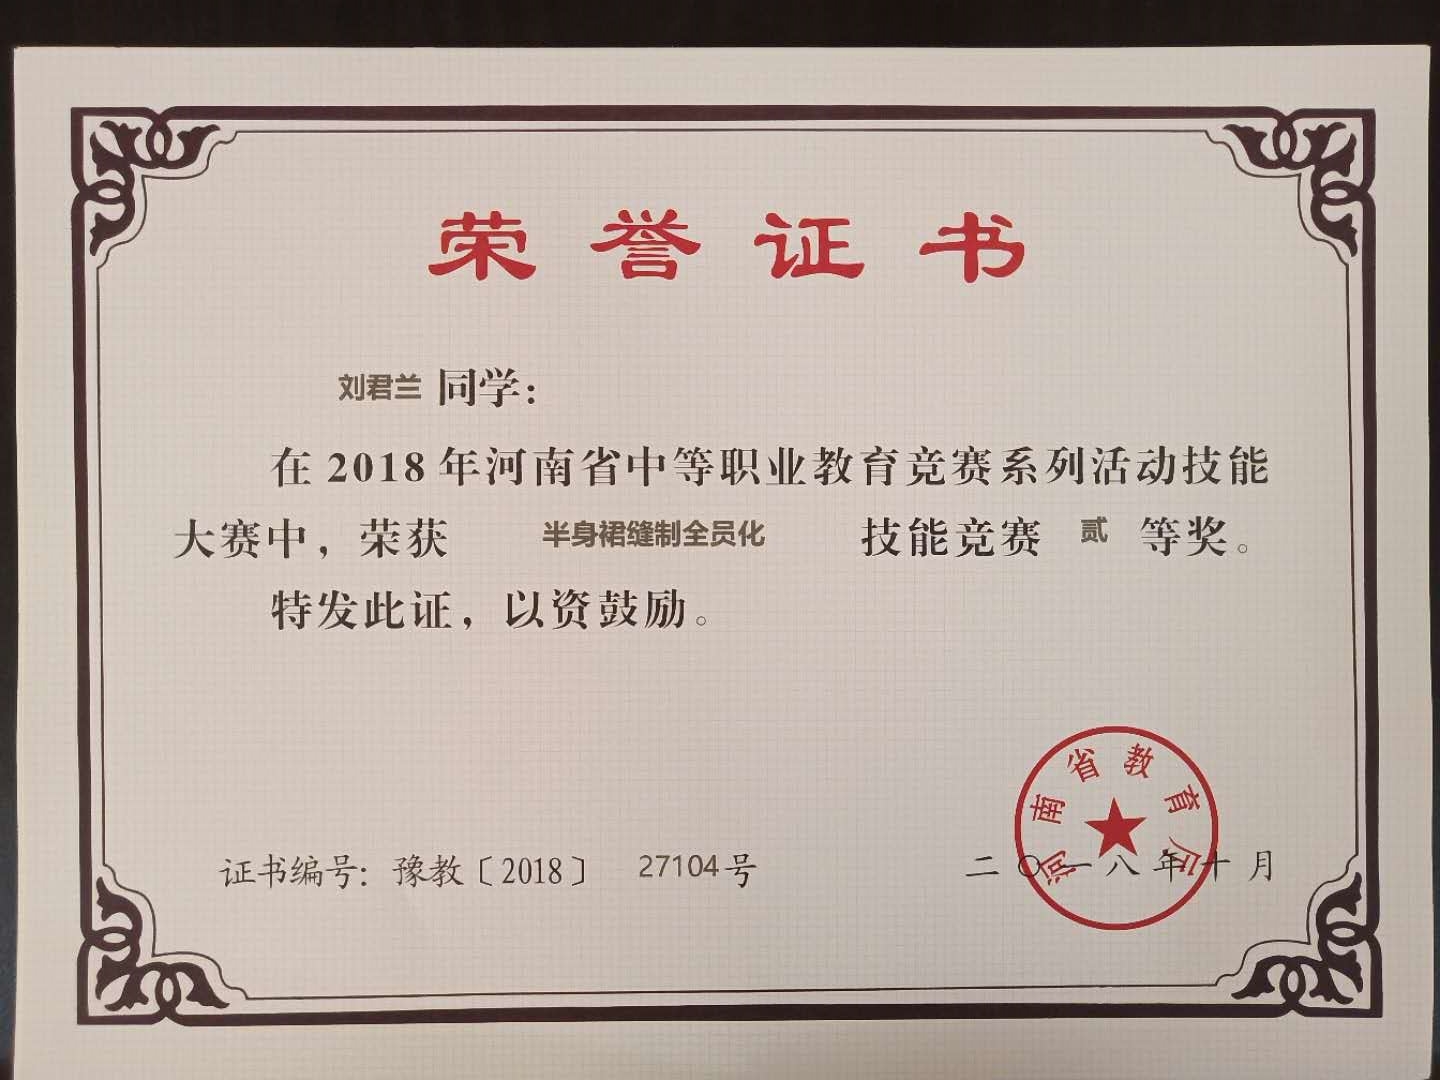 荣誉证书
刘君兰 同学：
在2018年河南省中等职业教育竞赛系列活动技能
大赛中，荣获 半身裙缝制全员化 技能竞赛 贰 等奖。
特发此证，以资鼓励。
河南省教育厅
证书编号：豫教〔2018〕 27104号
二〇一八年十月